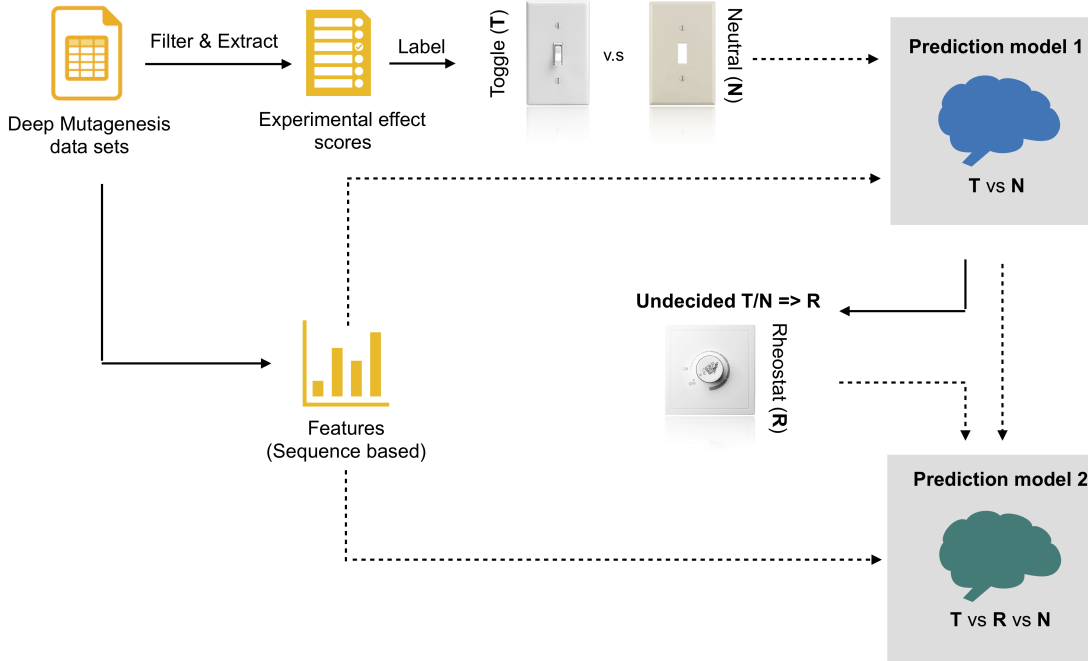 Filter & Extract
Label
Toggle (T)
v.s
Neutral (N)
Prediction model 1
Deep Mutagenesis
data sets
Experimental effect
scores
T vs N
Undecided T/N => R
Rheostat (R)
Features
(Sequence based)
Prediction model 2
T vs R vs N